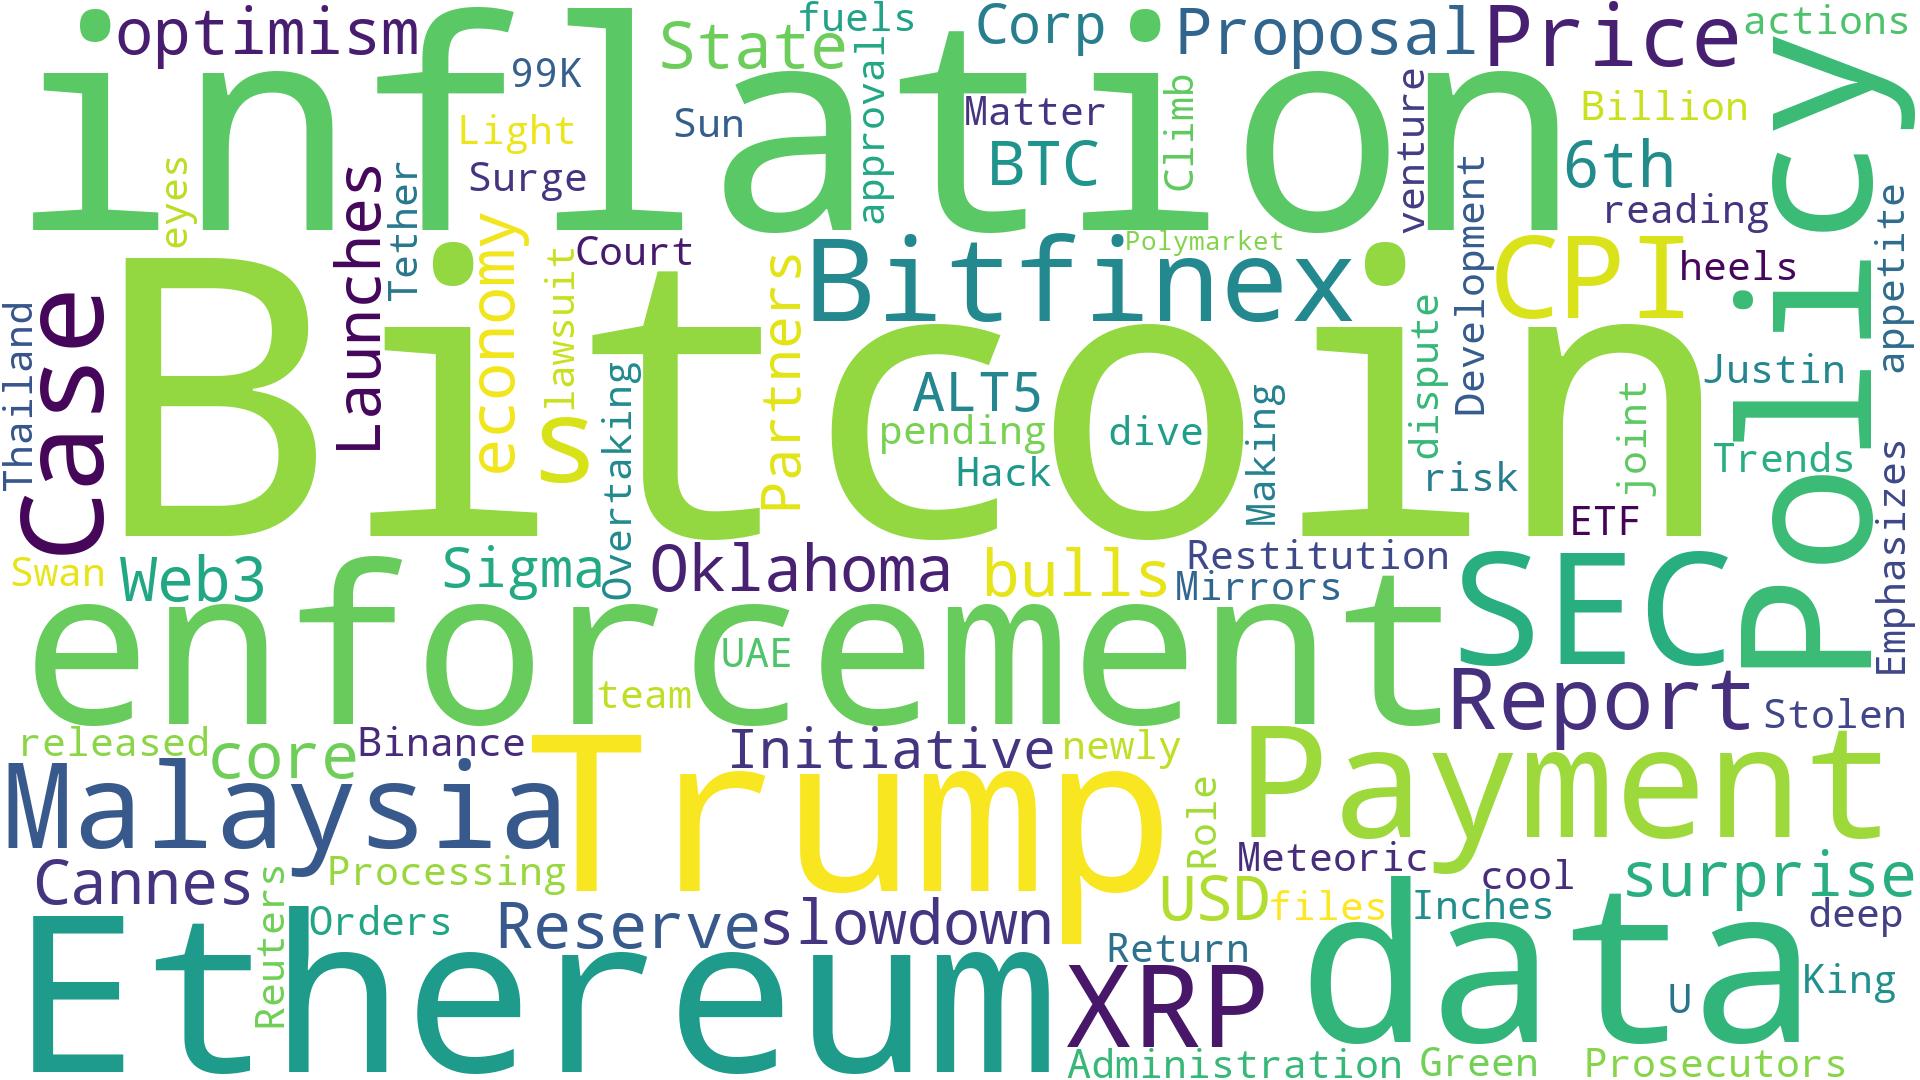 optimism
State
fuels
Corp
Proposal
Price
actions
inflation
99K
Light
Sun
Surge
approval
Matter
BTC
Climb
venture
Development
Billion
6th
reading
Policy
appetite
eyes
Launches
Tether
economy
lawsuit
Court
Partners
Bitfinex
Polymarket
CPI
heels
Thailand
Case
Bitcoin
s
Overtaking
ALT5
pending
Hack
dive
Making
dispute
risk
joint
Justin
Trends
ETF
Emphasizes
Swan
Web3
Sigma
Oklahoma
bulls
Restitution
Mirrors
SEC
enforcement
UAE
team
Report
Stolen
released
core
Binance
Trump
Initiative
newly
Payment
Malaysia
Role
Meteoric
cool
surprise
Cannes
Reuters
Processing
Orders
Reserve
slowdown
USD
files
Inches
deep
Ethereum
Return
XRP
data
U
King
Administration
Green
Prosecutors